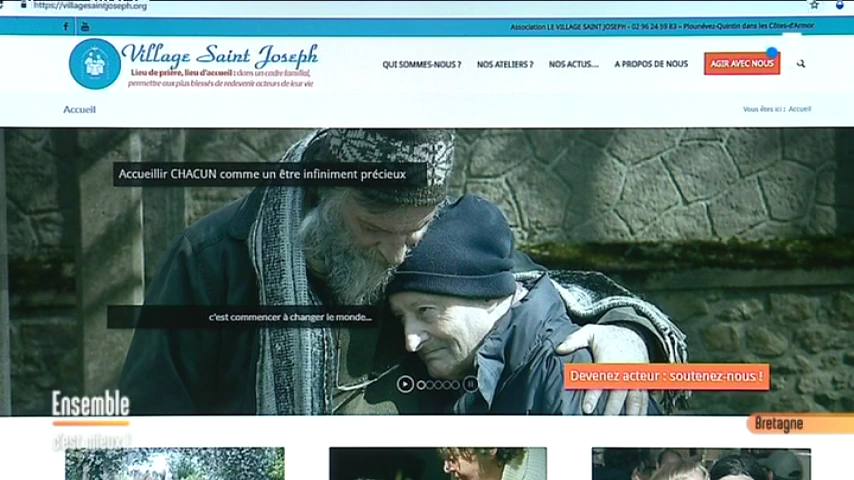 https://villagesaintjoseph.org
Association LE VILLAGE SAINT JOSEPH - 02 96 24 59 83 - Plounévez-Quintin dans les Côtes-d'Armor
Village Saint Joseph
Lieu de prière, lieu d'accueil : dans un cadre familial,
permettre aux plus blessés de redevenir acteurs de leur vie
QUI SOMMES-NOUS ?
NOS ATELIERS ?
NOS ACTUS...
A PROPOS DE NOUS
AGIR AVEC NOUS
Accueil
Vous êtes ici : Accueil
Accueillir CHACUN comme un être infiniment précieux
c'est commencer à changer le monde...
Devenez acteur : soutenez-nous !
Ensemble
c'est mieux !
Bretagne